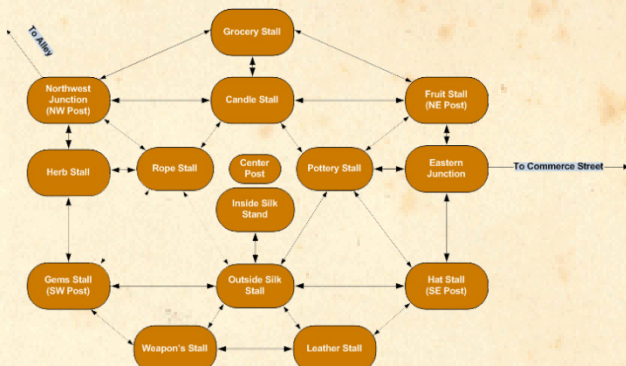 To Alley
Grocery Stall
Northwest
Junction
(NW Post)
Candle Stall
Fruit Stall
(NE Post)
Herb Stall
Rope Stall
Center
Post
Pottery Stall
Eastern
Junction
To Commerce Street
Inside Silk
Stand
Gems Stall
(SW Post)
Outside Silk
Stall
Hat Stall
(SE Post)
Weapon's Stall
Leather Stall